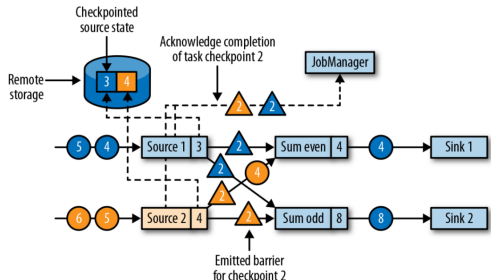 Checkpointed
source state
Acknowledge completion
of task checkpoint 2
JobManager
Remote
storage
3 4
2 2
5 4 Source 1 3 2 Sum even 4 4 Sink 1
2 4
2
6 5 Source 2 4 2 Sum odd 8 8 Sink 2
Emitted barrier
for checkpoint 2